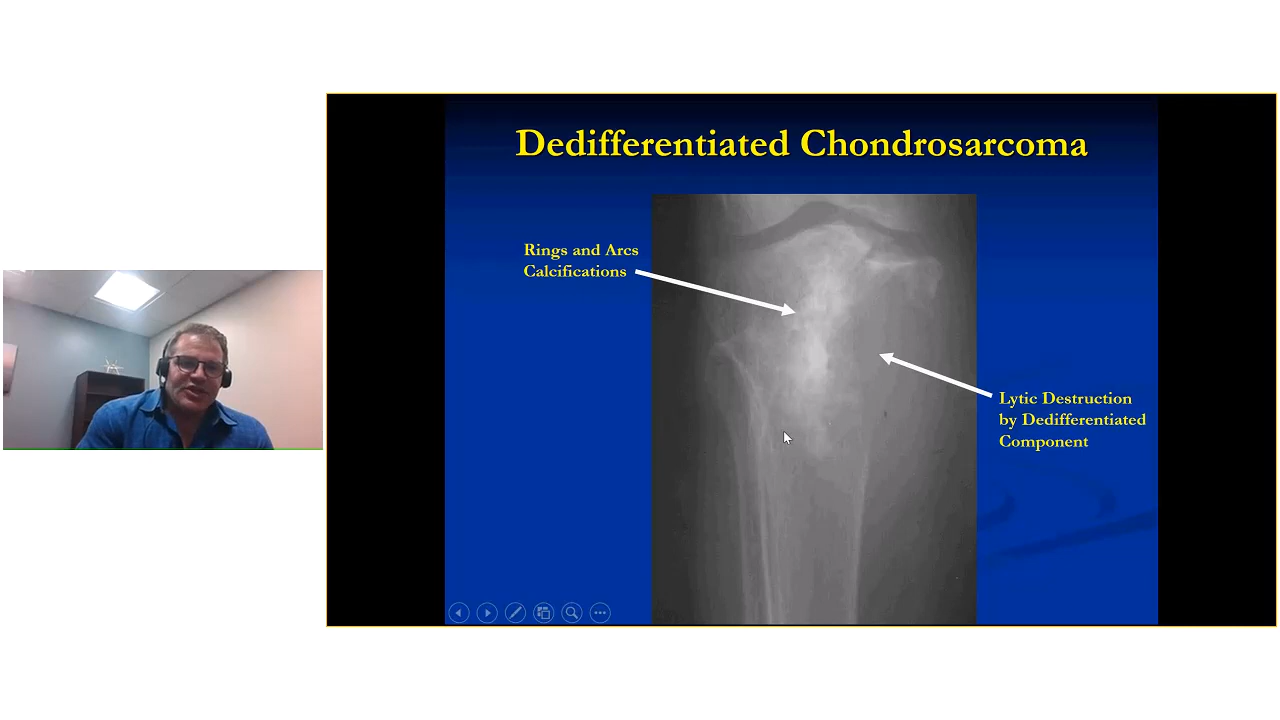 Dedifferentiated Chondrosarcoma
Rings and Arcs
Calcifications
Lytic Destruction
by Dedifferentiated
Component